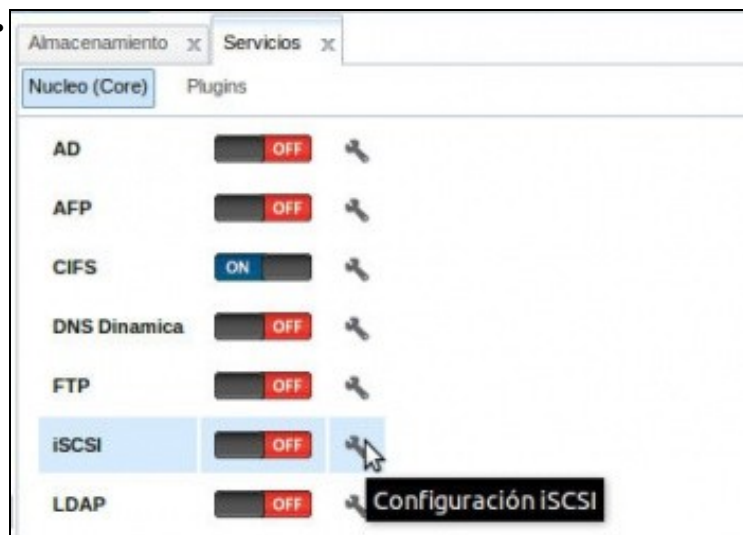 Almacenamiento x Servicios x
Nucleo (Core) Plugins
AD OFF
AFP OFF
CIFS ON
DNS Dinamica OFF
FTP OFF
iSCSI OFF
LDAP OFF
Configuración iSCSI